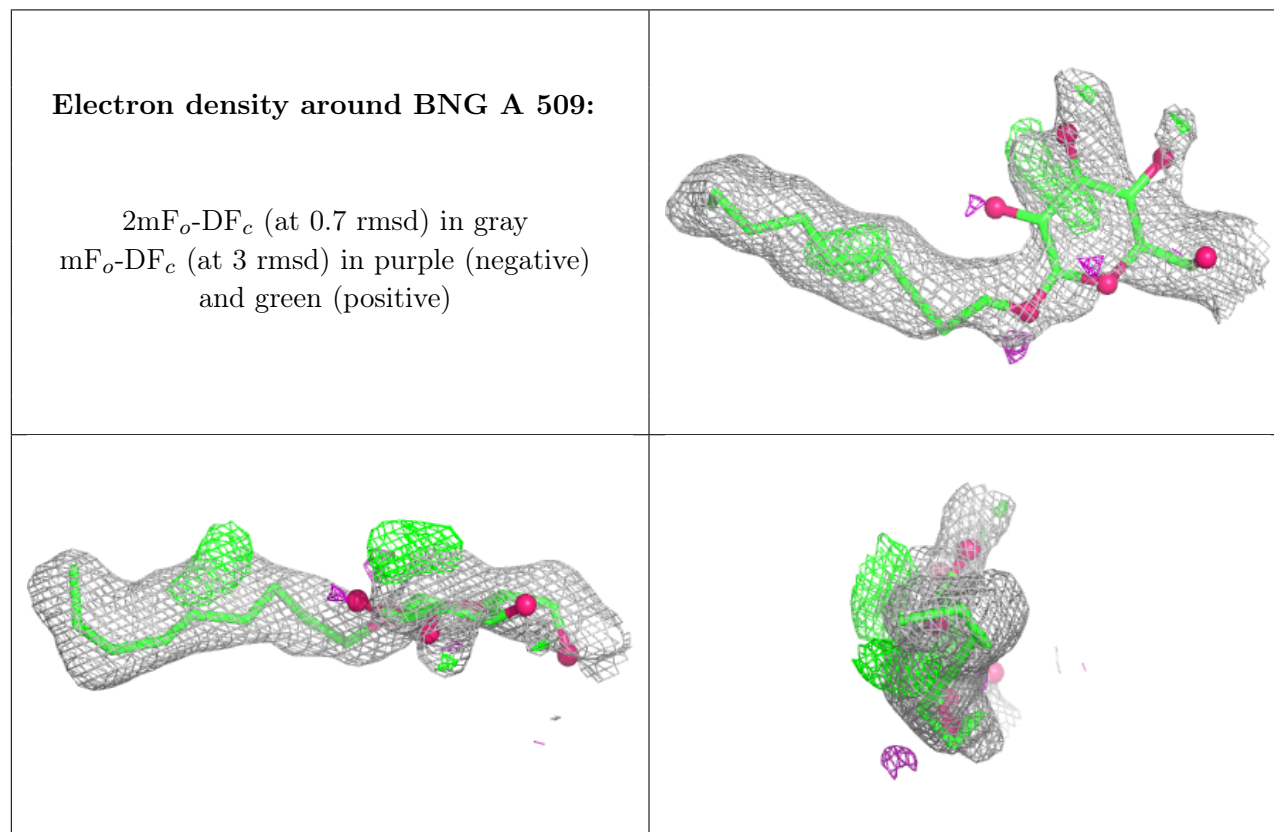 Electron density around BNG A 509:
2mFo-DFc (at 0.7 rmsd) in gray
mFo-DFc (at 3 rmsd) in purple (negative)
and green (positive)